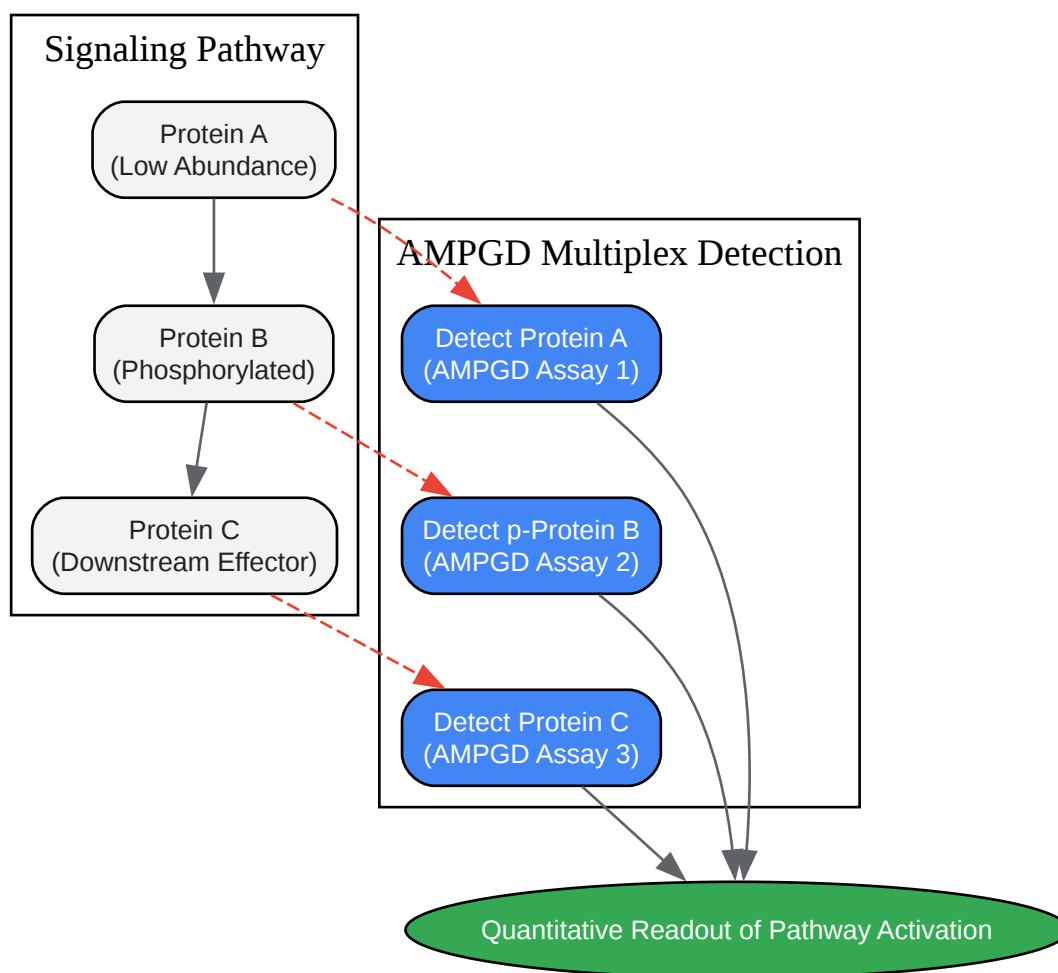 Signaling Pathway
Protein A
(Low Abundance)
Protein B
(Phosphorylated)
Protein C
(Downstream Effector)
AMPGD Multiplex Detection
Detect Protein A
(AMPGD Assay 1)
Detect p-Protein B
(AMPGD Assay 2)
Detect Protein C
(AMPGD Assay 3)
Quantitative Readout of Pathway Activation